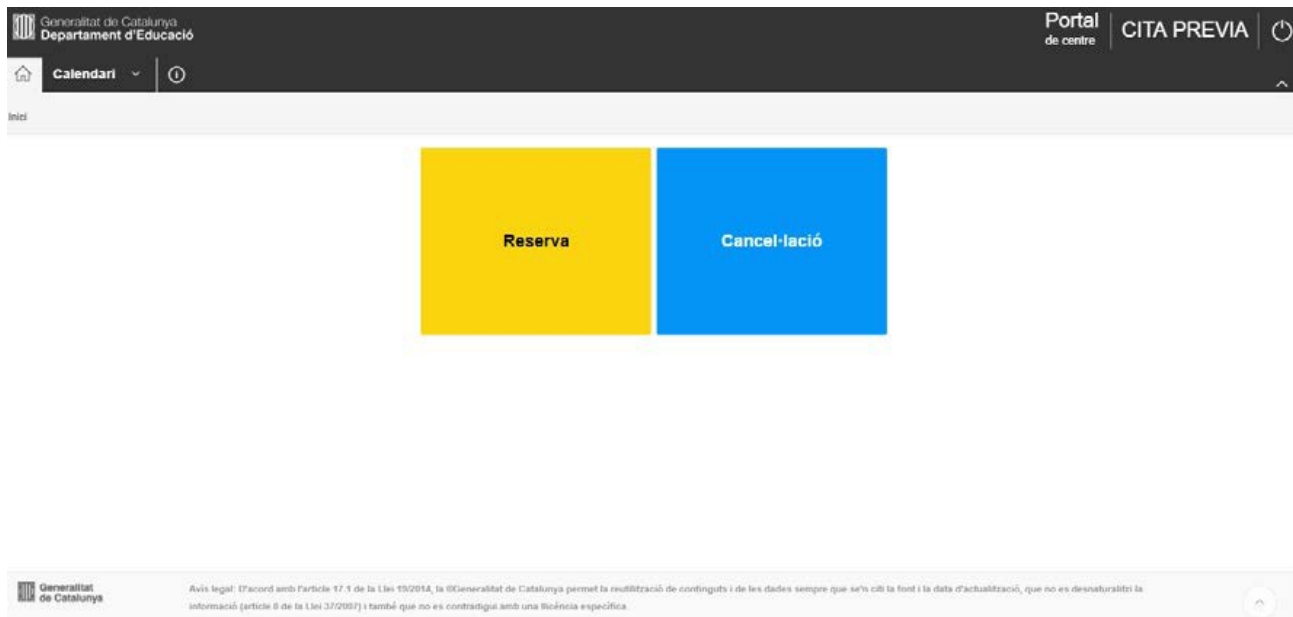 Generalitat de Catalunya
Departament d'Educació
Portal
de centre
CITA PREVIA
Calendari
Inici
Reserva
Cancel·lació
Generalitat
de Catalunya
Avís legal: D'acord amb l'article 17.1 de la Llei 19/2014, la ©Generalitat de Catalunya permet la reutilització de continguts i de les dades sempre que se'n citi la font i la data d'actualització, que no es desnaturalitzi la
informació (article 8 de la Llei 37/2007) i també que no es contradigui amb una llicència específica.